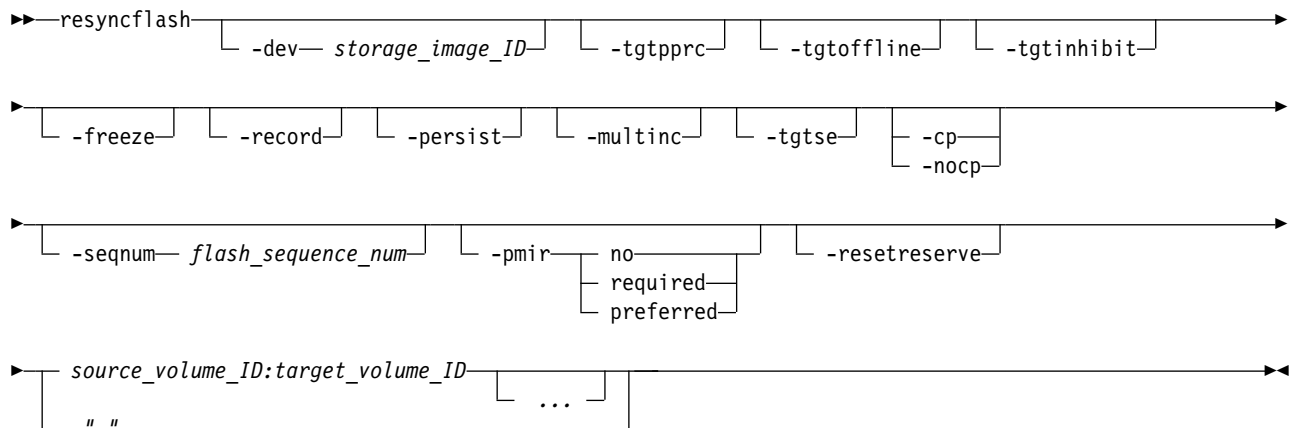 resyncflash -dev storage_image_ID -tgtpprc -tgtoffline -tgtinhibit
-freeze -record -persist -multinc -tgtse -cp
-nocp
-seqnum flash_sequence_num -pmir no -resetreserve
required
preferred
source_volume_ID:target_volume_ID
...
" "